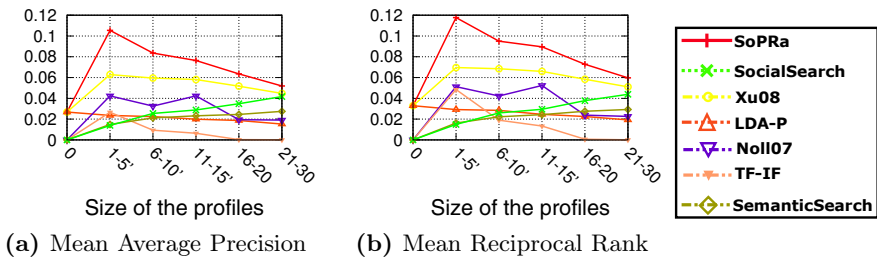 0.12
0.1
0.08
0.06
0.04
0.02
0
0
1-5'
6-10'
11-15'
16-20
21-30
Size of the profiles
(a) Mean Average Precision
0.12
0.1
0.08
0.06
0.04
0.02
0
0
1-5'
6-10'
11-15'
16-20
21-30
Size of the profiles
(b) Mean Reciprocal Rank
SoPRa
SocialSearch
Xu08
LDA-P
Noll07
TF-IF
SemanticSearch